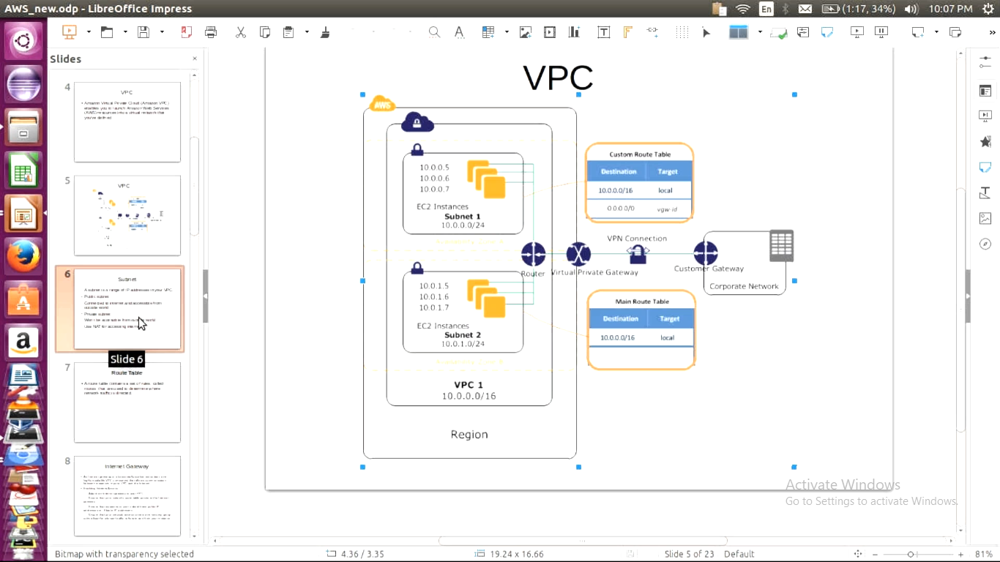 AWS_new.odp - LibreOffice Impress
En
(1:17, 34%)
10:07 PM
Slides
4
VPC
Amazon Virtual Private Cloud (Amazon VPC)
enables you to launch Amazon Web Services
(AWS) resources into a virtual network that
you've defined
5
VPC
6
Subnet
A subnet is a range of IP addresses in your VPC.
Public subnet
Connected to internet and accessible from
outside world
Private subnet
Won't be accessible from outside world
Use NAT for accessing
Slide 6
7
Route Table
A route table contains a set of rules, called
routes, that are used to determine where
network traffic is directed.
8
Internet Gateway
VPC
AWS
10.0.0.5
10.0.0.6
10.0.0.7
EC2 Instances
Subnet 1
10.0.0.0/24
Availability Zone A
10.0.1.5
10.0.1.6
10.0.1.7
EC2 Instances
Subnet 2
10.0.1.0/24
Availability Zone B
VPC 1
10.0.0.0/16
Region
Custom Route Table
Destination Target
10.0.0.0/16 local
0.0.0.0/0 vgw-id
VPN Connection
Router
Virtual Private Gateway
Customer Gateway
Corporate Network
Main Route Table
Destination Target
10.0.0.0/16 local
Activate Windows
Go to Settings to activate Windows.
Bitmap with transparency selected
4.36 / 3.35
19.24 x 16.66
Slide 5 of 23
Default
81%